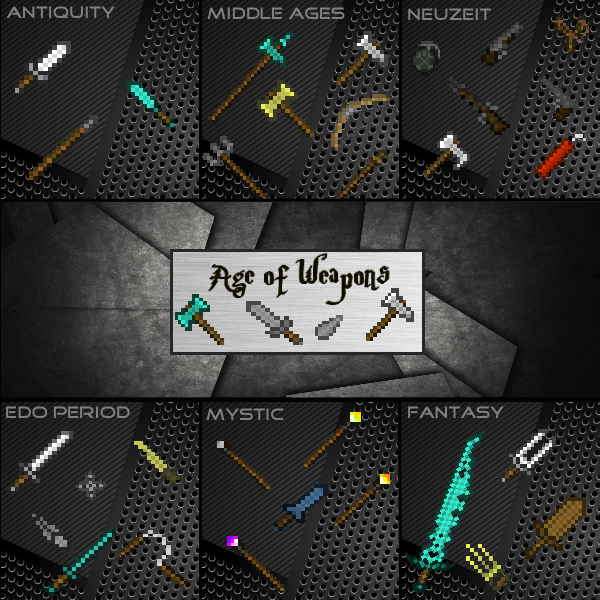 ANTIQUITY
MIDDLE AGES
NEUZEIT
Age of Weapons
EDO PERIOD
MYSTIC
FANTASY